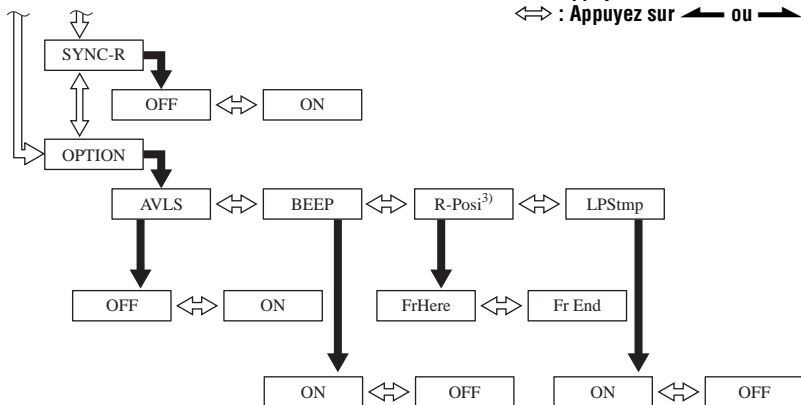 ⇔ : Appuyez sur ou
SYNC-R
OFF ON
OPTION
AVLS BEEP R-Posi3) LPStmp
OFF ON FrHere Fr End
ON OFF ON OFF